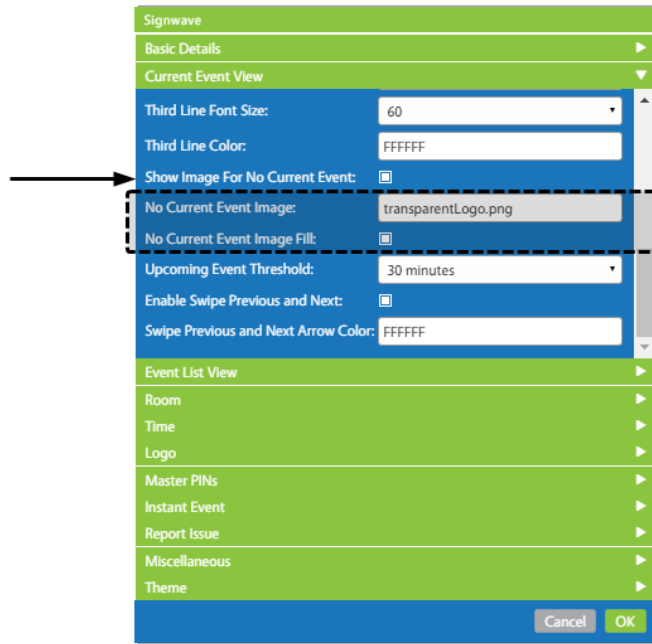 Signwave
Basic Details
Current Event View
Third Line Font Size: 60
Third Line Color: FFFFFF
Show Image For No Current Event:
No Current Event Image: transparentLogo.png
No Current Event Image Fill:
Upcoming Event Threshold: 30 minutes
Enable Swipe Previous and Next:
Swipe Previous and Next Arrow Color: FFFFFF
Event List View
Room
Time
Logo
Master PINs
Instant Event
Report Issue
Miscellaneous
Theme
Cancel OK